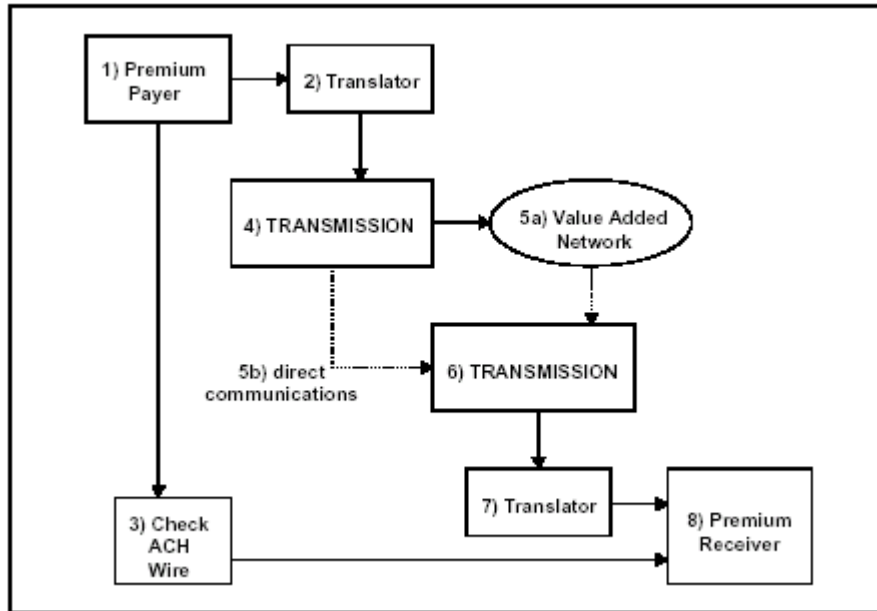 1) Premium
Payer
2) Translator
4) TRANSMISSION
5a) Value Added
Network
5b) direct
communications
6) TRANSMISSION
7) Translator
3) Check
ACH
Wire
8) Premium
Receiver